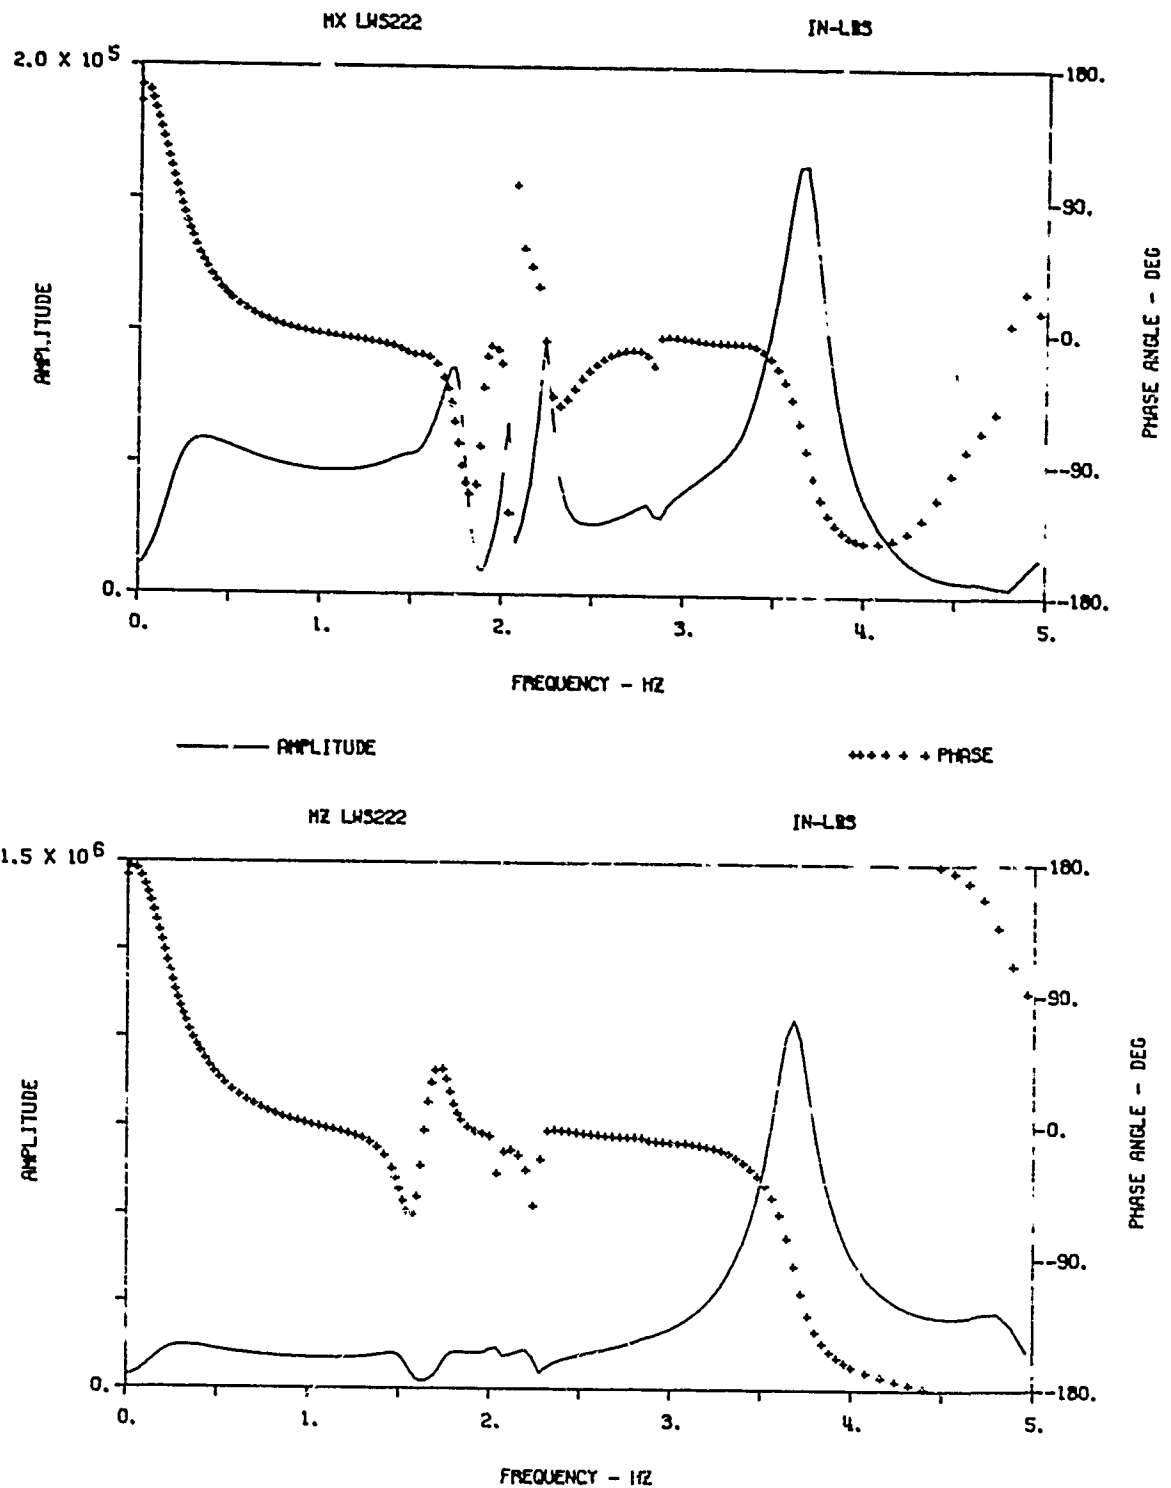 MX LWS222 IN-LBS
2.0 X 10 5
180.
90.
0.
-90.
-180.
AMPLITUDE
PHASE ANGLE - DEG
0.
0. 1. 2. 3. 4. 5.
FREQUENCY - HZ
AMPLITUDE PHASE
MZ LWS222 IN-LBS
1.5 X 10 6
180.
90.
0.
-90.
-180.
AMPLITUDE
PHASE ANGLE - DEG
0.
0. 1. 2. 3. 4. 5.
FREQUENCY - HZ